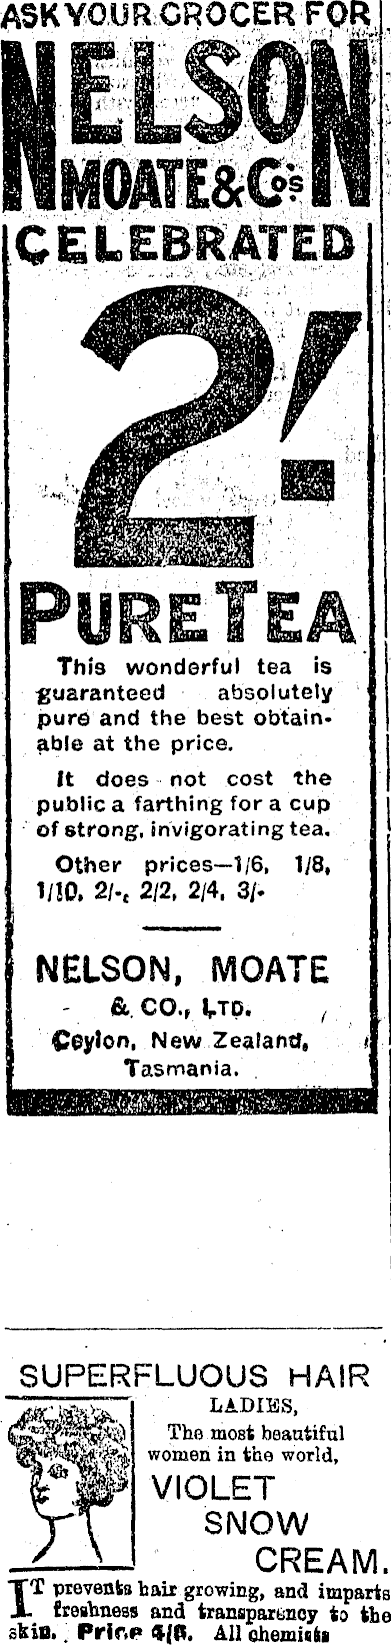 ASK YOUR GROCER FOR
NELSON
MOATE & Co's
CELEBRATED
2/-
PURE TEA
This wonderful tea is
guaranteed absolutely
pure and the best obtain-
able at the price.
It does not cost the
public a farthing for a cup
of strong, invigorating tea.
Other prices—1/6, 1/8,
1/10, 2/-, 2/2, 2/4, 3/-
NELSON, MOATE
& CO., LTD.
Ceylon, New Zealand,
Tasmania.
SUPERFLUOUS HAIR
LADIES,
The most beautiful
women in the world,
VIOLET
SNOW
CREAM.
IT prevents hair growing, and imparts
freshness and transparency to the
skin. Price 4/6. All chemists